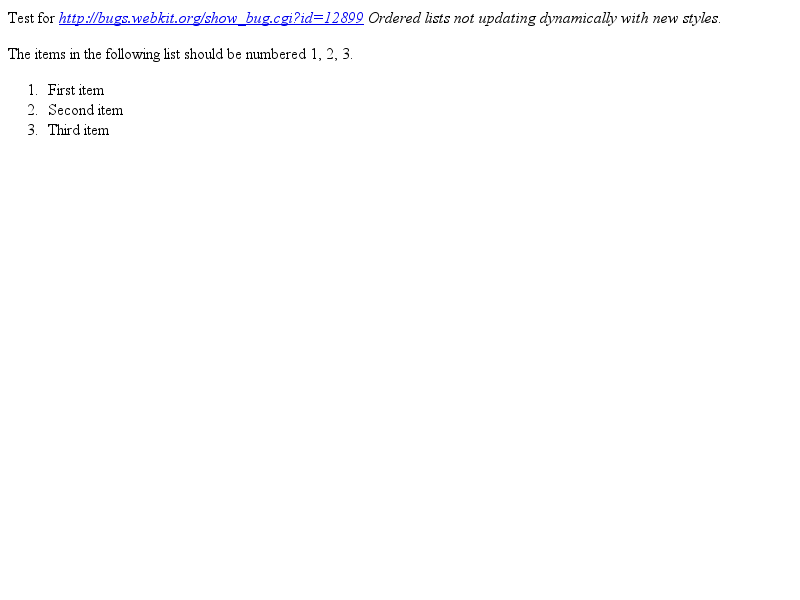 Test for http://bugs.webkit.org/show_bug.cgi?id=12899 Ordered lists not updating dynamically with new styles.
The items in the following list should be numbered 1, 2, 3.
1. First item
2. Second item
3. Third item